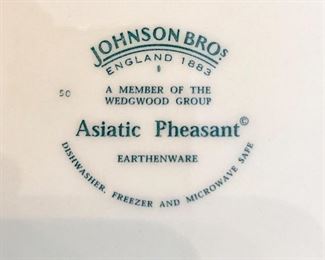 JOHNSON BROS
ENGLAND 1883
50
A MEMBER OF THE
WEDGWOOD GROUP
Asiatic Pheasant©
EARTHENWARE
DISHWASHER, FREEZER AND MICROWAVE SAFE